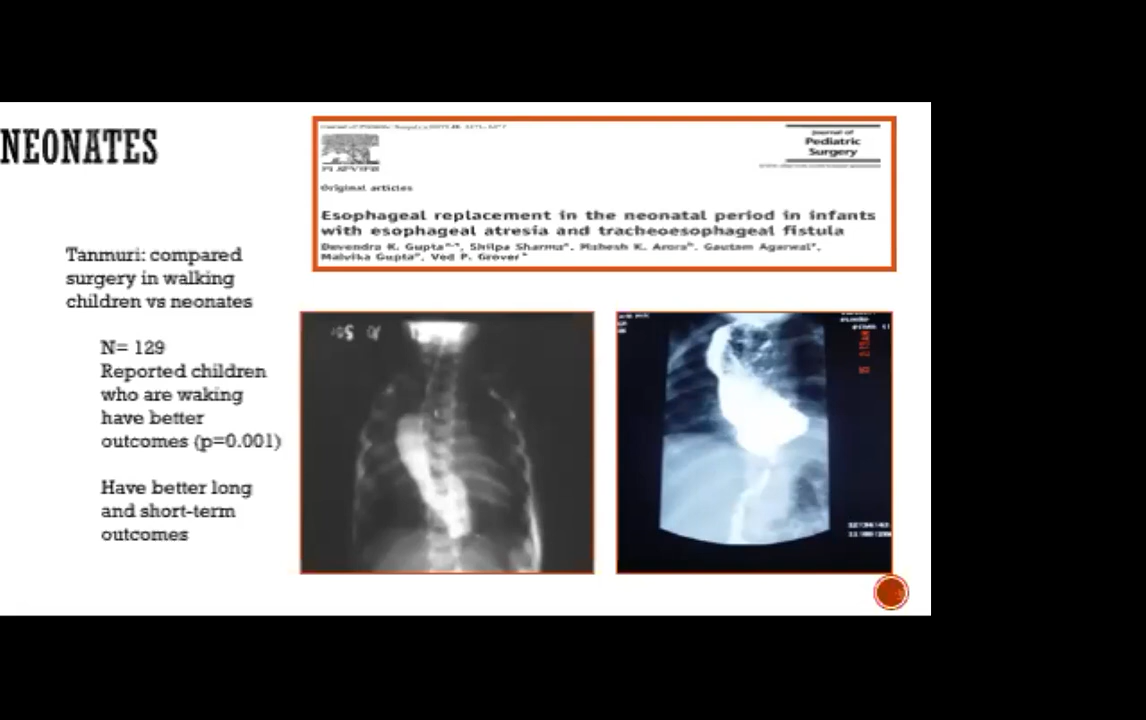 NEONATES
Tanmuri: compared
surgery in walking
children vs neonates
N= 129
Reported children
who are waking
have better
outcomes (p=0.001)
Have better long
and short-term
outcomes
Journal of
Pediatric
Surgery
ELSEVIER
Original articles
Esophageal replacement in the neonatal period in infants
with esophageal atresia and tracheoesophageal fistula
Devendra K. Gupta, Shilpa Sharma, Mahesh K. Arora, Gautam Agarwal,
Malvika Gupta, Ved P. Grover